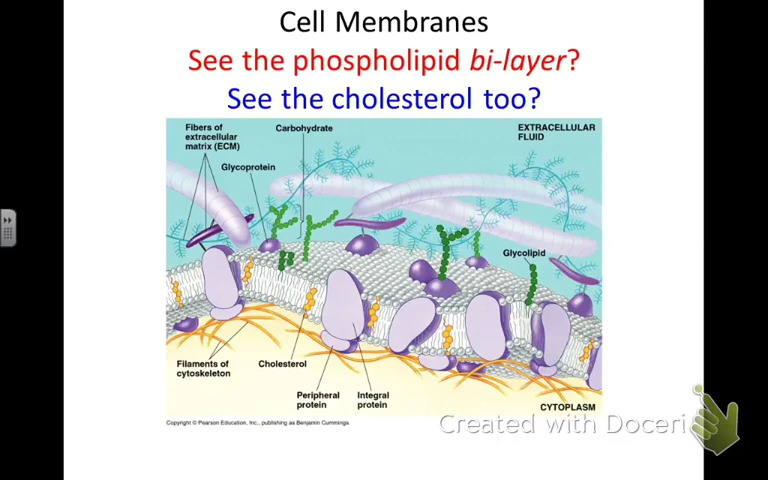 Cell Membranes
See the phospholipid bi-layer?
See the cholesterol too?
Fibers of
extracellular
matrix (ECM)
Carbohydrate
EXTRACELLULAR
FLUID
Glycoprotein
Glycolipid
Filaments of
cytoskeleton
Cholesterol
Peripheral
protein
Integral
protein
CYTOPLASM
Copyright © Pearson Education, Inc., publishing as Benjamin Cummings.
Created with Doceri